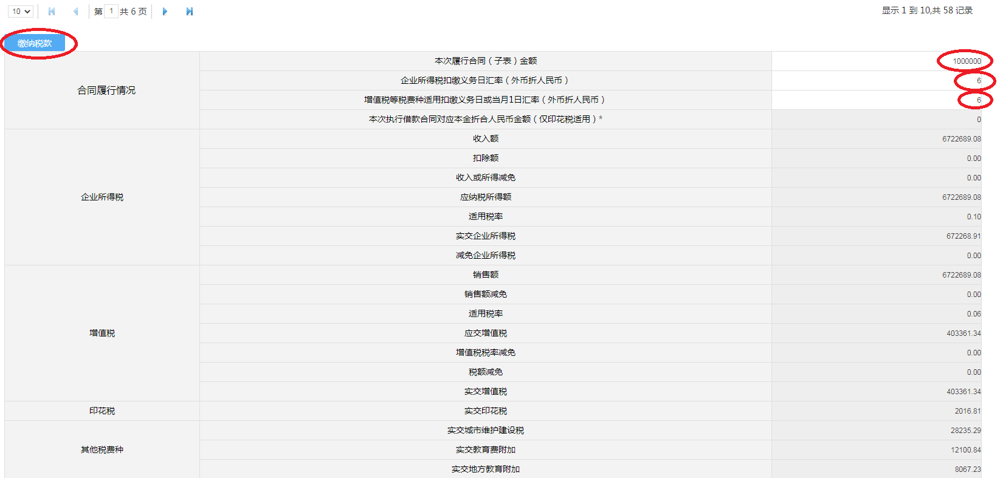 10 第 1 共 6 页 显示 1 到 10,共 58 记录
缴纳税款
合同履行情况
本次履行合同（子表）金额 1000000
企业所得税扣缴义务日汇率（外币折人民币） 6
增值税等税费种适用扣缴义务日或当月1日汇率（外币折人民币） 6
本次执行借款合同对应本金折合人民币金额（仅印花税适用）* 0
企业所得税
收入额 6722689.08
扣除额 0.00
收入或所得减免 0.00
应纳税所得额 6722689.08
适用税率 0.10
实交企业所得税 672268.91
减免企业所得税 0.00
增值税
销售额 6722689.08
销售额减免 0.00
适用税率 0.06
应交增值税 403361.34
增值税税率减免 0.00
税额减免 0.00
实交增值税 403361.34
印花税 实交印花税 2016.81
其他税费种
实交城市维护建设税 28235.29
实交教育费附加 12100.84
实交地方教育附加 8067.23